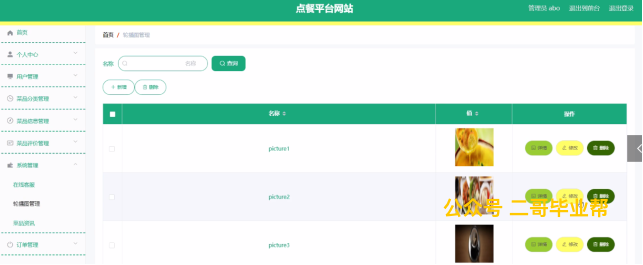 点餐平台网站
管理员 abo 退出到前台 退出登录
首页
个人中心
用户管理
菜品分类管理
菜品信息管理
菜品评价管理
系统管理
在线客服
轮播图管理
菜品资讯
订单管理
首页 / 轮播图管理
名称 名称 查询
新增 删除
名称 值 操作
picture1 详情 修改 删除
picture2 详情 修改 删除
picture3 详情 修改 删除
公众号 二哥毕业帮